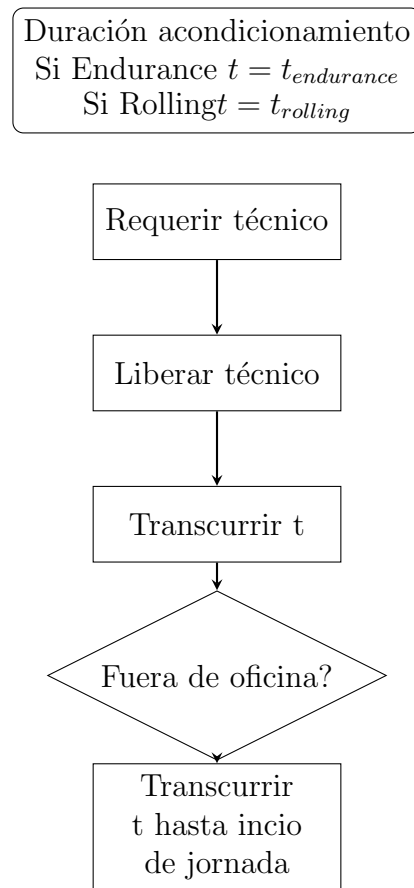 Duración acondicionamiento
Si Endurance t = t_endurance
Si Rollingt = t_rolling
Requerir técnico
Liberar técnico
Transcurrir t
Fuera de oficina?
Transcurrir
t hasta incio
de jornada